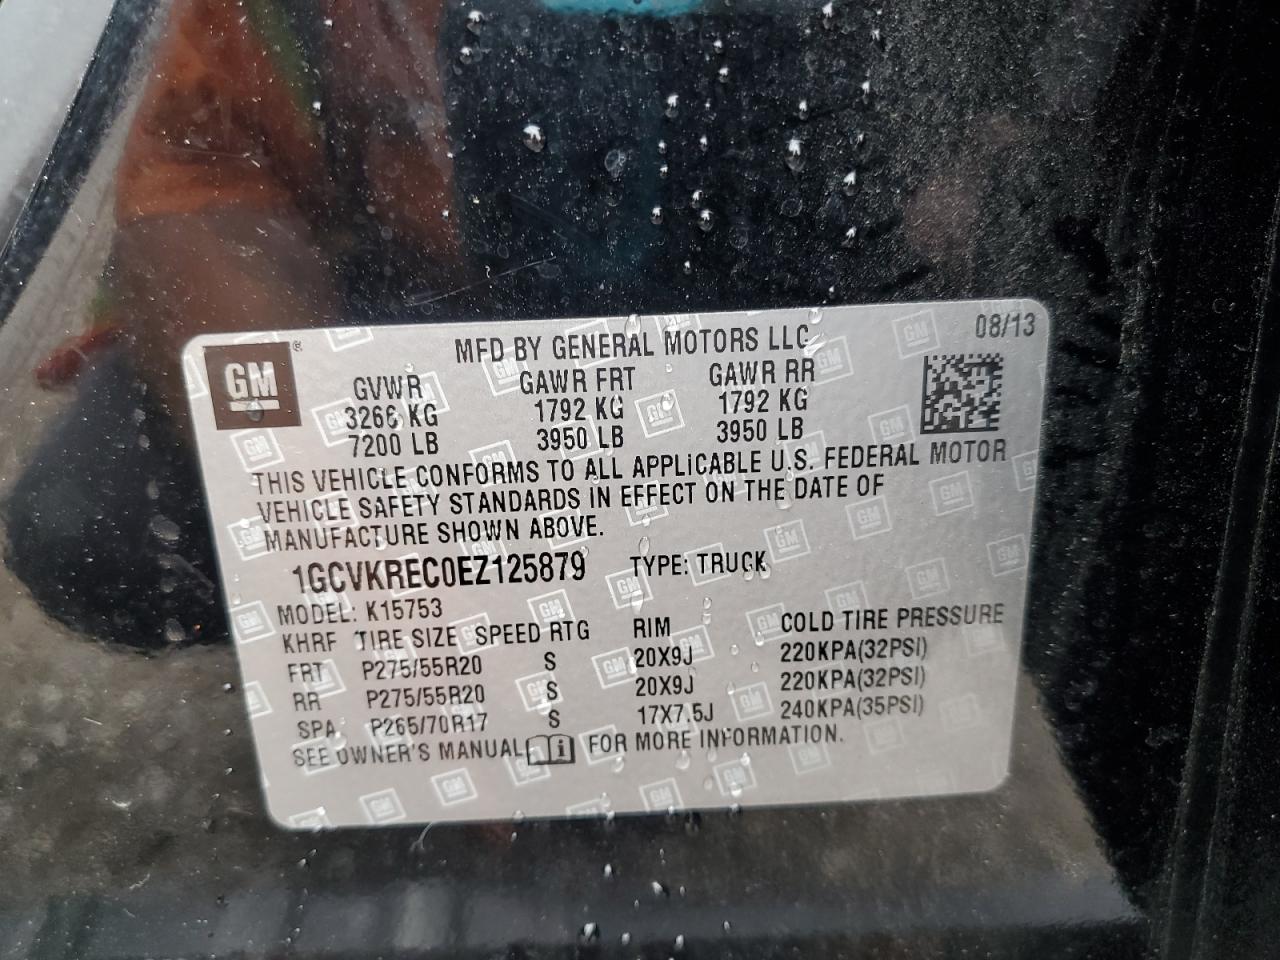 08/13
GM ®
MFD BY GENERAL MOTORS LLC
GVWR GAWR FRT GAWR RR
3266 KG 1792 KG 1792 KG
7200 LB 3950 LB 3950 LB
THIS VEHICLE CONFORMS TO ALL APPLICABLE U.S. FEDERAL MOTOR
VEHICLE SAFETY STANDARDS IN EFFECT ON THE DATE OF
MANUFACTURE SHOWN ABOVE.
1GCVKREC0EZ125879 TYPE: TRUCK
MODEL: K15753
KHRF TIRE SIZE SPEED RTG RIM COLD TIRE PRESSURE
FRT P275/55R20 S 20X9J 220KPA(32PSI)
RR P275/55R20 S 20X9J 220KPA(32PSI)
SPA P265/70R17 S 17X7.5J 240KPA(35PSI)
SEE OWNER'S MANUAL FOR MORE INFORMATION.